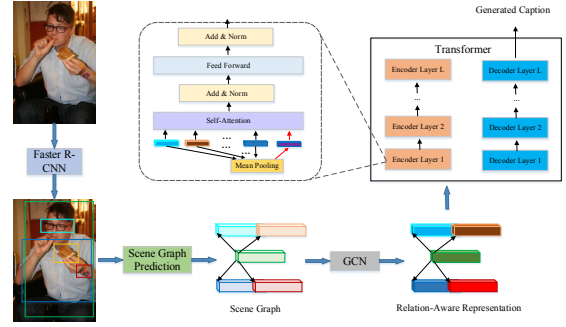 Generated Caption
Transformer
Add & Norm
Feed Forward
Add & Norm
Self-Attention
...
...
...
Mean Pooling
Encoder Layer L
...
Encoder Layer 2
Encoder Layer 1
Decoder Layer L
...
Decoder Layer 2
Decoder Layer 1
Faster R-
CNN
Scene Graph
Prediction
GCN
Scene Graph
Relation-Aware Representation